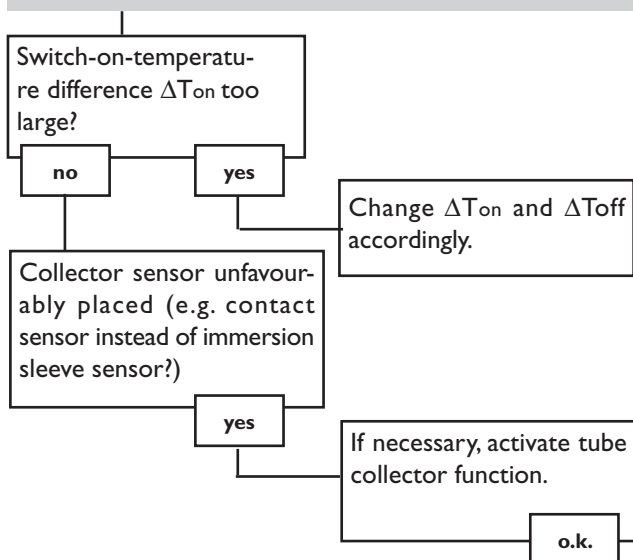 Switch-on-temperatu-
re difference ΔTon too
large?
no
yes
Change ΔTon and ΔToff
accordingly.
Collector sensor unfavour-
ably placed (e.g. contact
sensor instead of immersion
sleeve sensor?)
yes
If necessary, activate tube
collector function.
o.k.